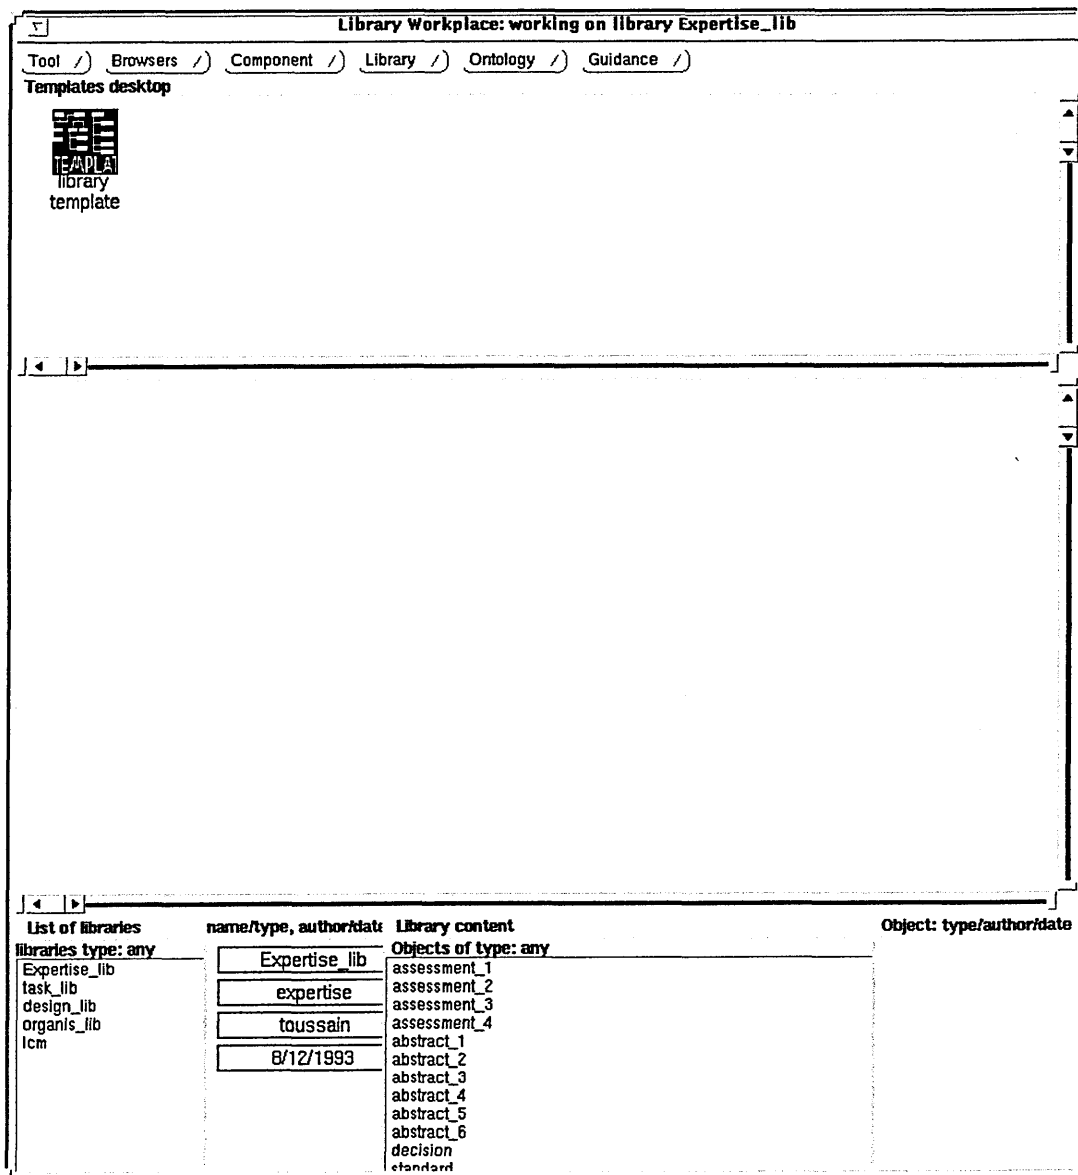 Library Workplace: working on library Expertise_lib
Tool Browsers Component Library Ontology Guidance
Templates desktop
TEMPLAT
library
template
List of libraries name/type, author/date Library content Object: type/author/date
libraries type: any
Expertise_lib
task_lib
design_lib
organis_lib
lcm
Expertise_lib
expertise
toussain
8/12/1993
Objects of type: any
assessment_1
assessment_2
assessment_3
assessment_4
abstract_1
abstract_2
abstract_3
abstract_4
abstract_5
abstract_6
decision
standard